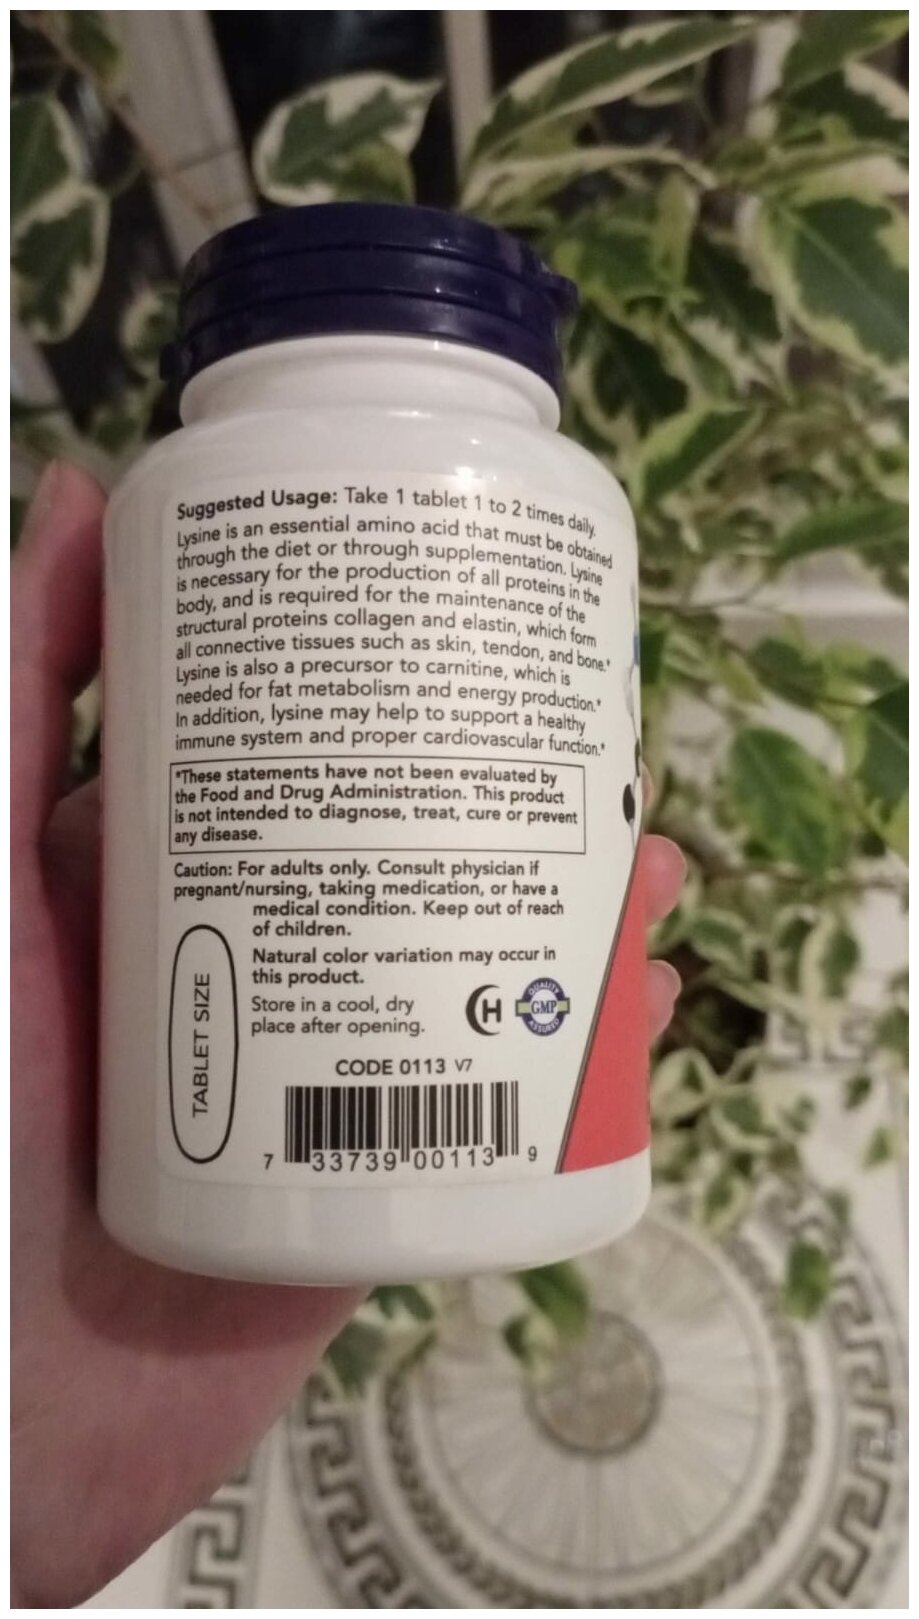 Suggested Usage: Take 1 tablet 1 to 2 times daily.
Lysine is an essential amino acid that must be obtained
through the diet or through supplementation. Lysine
is necessary for the production of all proteins in the
body, and is required for the maintenance of the
structural proteins collagen and elastin, which form
all connective tissues such as skin, tendon, and bone.*
Lysine is also a precursor to carnitine, which is
needed for fat metabolism and energy production.*
In addition, lysine may help to support a healthy
immune system and proper cardiovascular function.*
*These statements have not been evaluated by
the Food and Drug Administration. This product
is not intended to diagnose, treat, cure or prevent
any disease.
Caution: For adults only. Consult physician if
pregnant/nursing, taking medication, or have a
medical condition. Keep out of reach
of children.
Natural color variation may occur in
this product.
Store in a cool, dry
place after opening.
TABLET SIZE
H
QUALITY
GMP
ASSURED
CODE 0113 V7
7 33739 00113 9